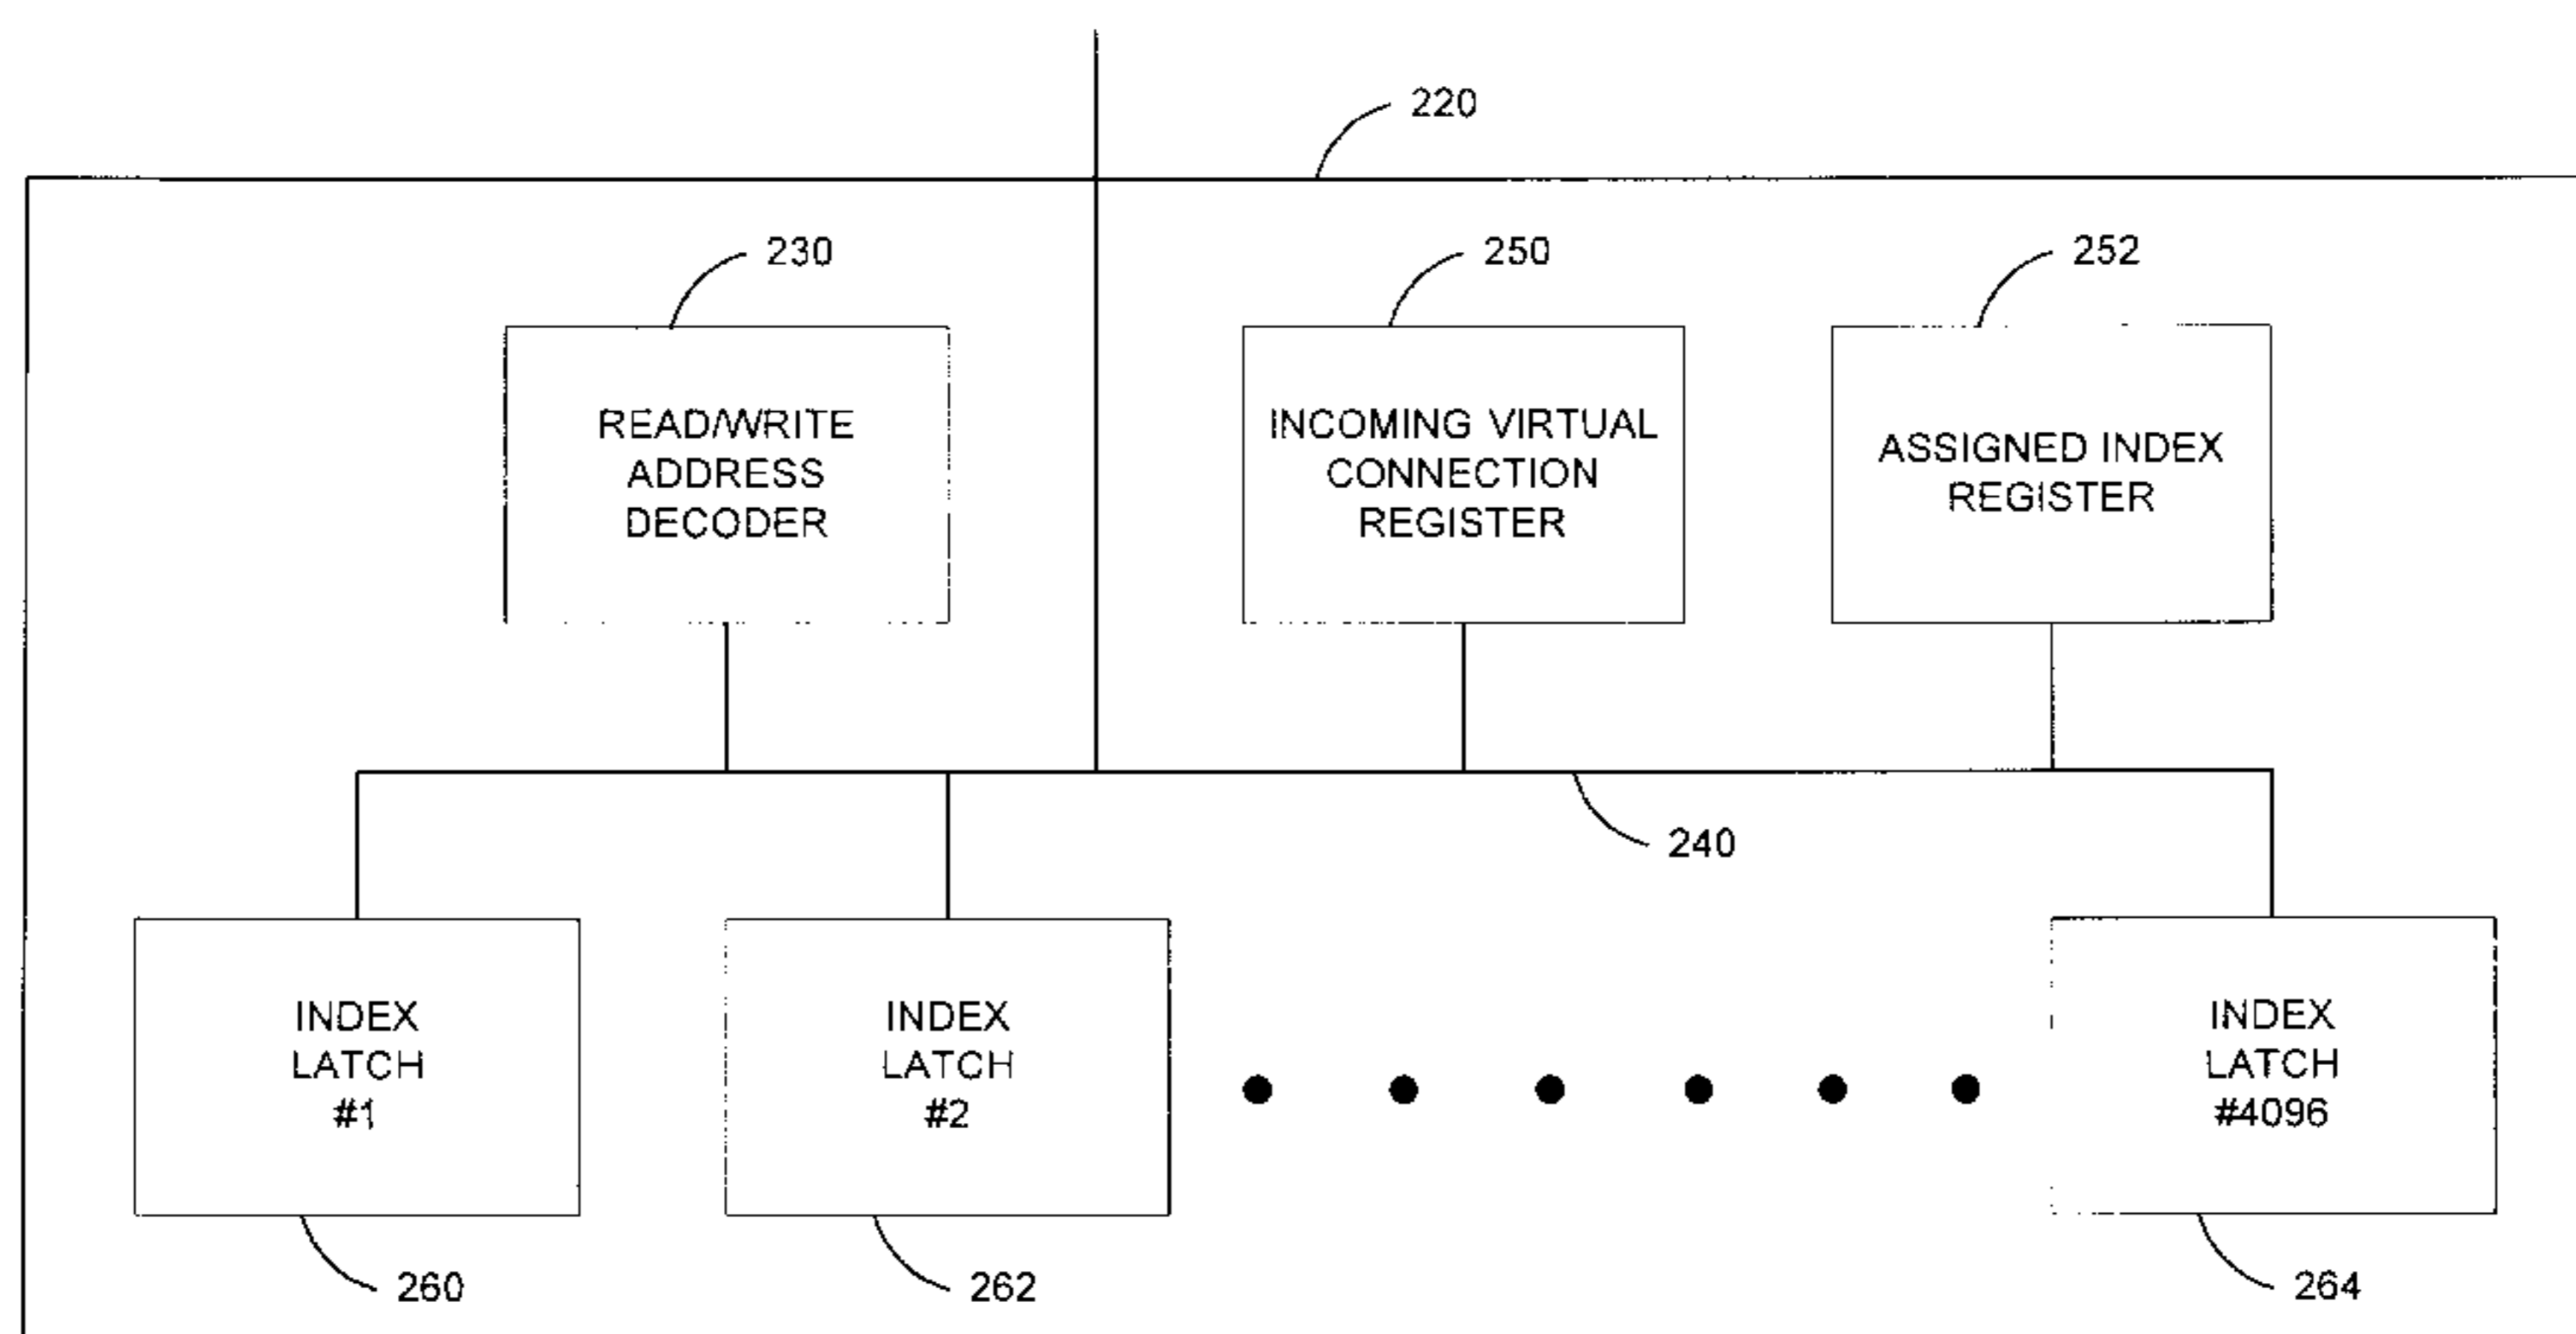 220
230
250
252
READ/WRITE
ADDRESS
DECODER
INCOMING VIRTUAL
CONNECTION
REGISTER
ASSIGNED INDEX
REGISTER
240
INDEX
LATCH
#1
INDEX
LATCH
#2
INDEX
LATCH
#4096
260
262
264